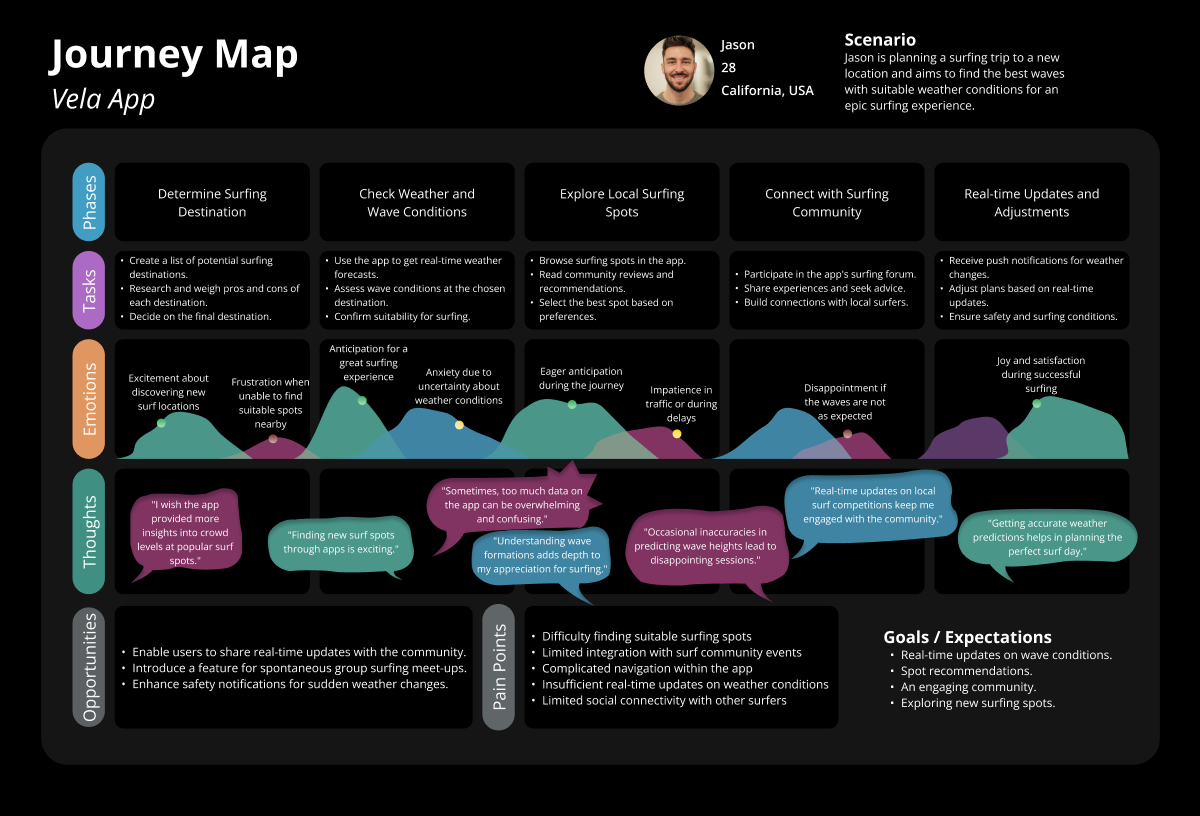 Journey Map
Vela App
Jason
28
California, USA
Scenario
Jason is planning a surfing trip to a new
location and aims to find the best waves
with suitable weather conditions for an
epic surfing experience.
Phases
Determine Surfing
Destination
Check Weather and
Wave Conditions
Explore Local Surfing
Spots
Connect with Surfing
Community
Real-time Updates and
Adjustments
Tasks
• Create a list of potential surfing
destinations.
• Research and weigh pros and cons of
each destination.
• Decide on the final destination.
• Use the app to get real-time weather
forecasts.
• Assess wave conditions at the chosen
destination.
• Confirm suitability for surfing.
• Browse surfing spots in the app.
• Read community reviews and
recommendations.
• Select the best spot based on
preferences.
• Participate in the app's surfing forum.
• Share experiences and seek advice.
• Build connections with local surfers.
• Receive push notifications for weather
changes.
• Adjust plans based on real-time
updates.
• Ensure safety and surfing conditions.
Emotions
Excitement about
discovering new
surf locations
Frustration when
unable to find
suitable spots
nearby
Anticipation for a
great surfing
experience
Anxiety due to
uncertainty about
weather conditions
Eager anticipation
during the journey
Impatience in
traffic or during
delays
Disappointment if
the waves are not
as expected
Joy and satisfaction
during successful
surfing
Thoughts
"I wish the app
provided more
insights into crowd
levels at popular surf
spots."
"Finding new surf spots
through apps is exciting."
"Sometimes, too much data on
the app can be overwhelming
and confusing."
"Understanding wave
formations adds depth to
my appreciation for surfing."
"Occasional inaccuracies in
predicting wave heights lead to
disappointing sessions."
"Real-time updates on local
surf competitions keep me
engaged with the community."
"Getting accurate weather
predictions helps in planning the
perfect surf day."
Opportunities
• Enable users to share real-time updates with the community.
• Introduce a feature for spontaneous group surfing meet-ups.
• Enhance safety notifications for sudden weather changes.
Pain Points
• Difficulty finding suitable surfing spots
• Limited integration with surf community events
• Complicated navigation within the app
• Insufficient real-time updates on weather conditions
• Limited social connectivity with other surfers
Goals / Expectations
• Real-time updates on wave conditions.
• Spot recommendations.
• An engaging community.
• Exploring new surfing spots.